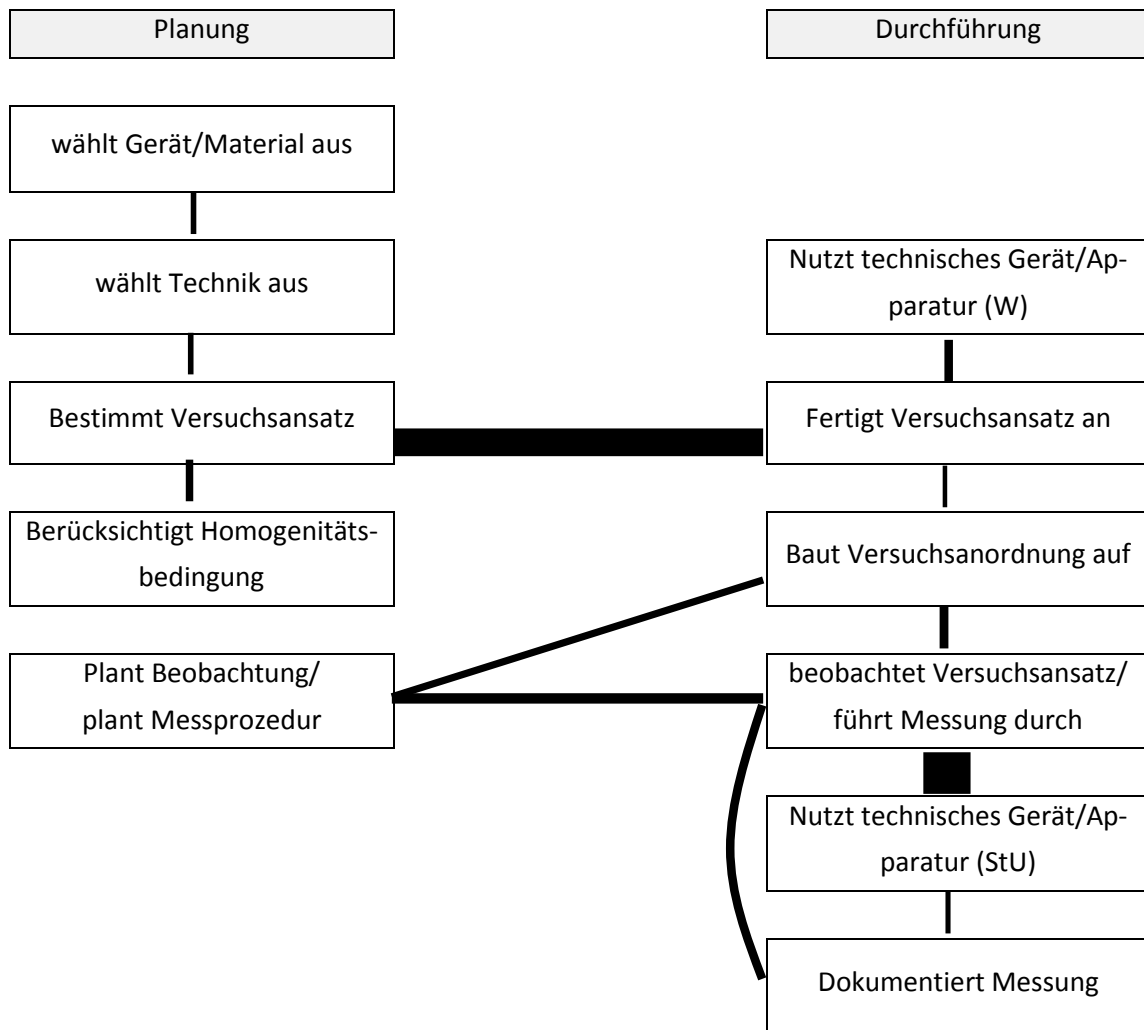 Planung
Durchführung
wählt Gerät/Material aus
wählt Technik aus
Nutzt technisches Gerät/Ap-
paratur (W)
Bestimmt Versuchsansatz
Fertigt Versuchsansatz an
Berücksichtigt Homogenitäts-
bedingung
Baut Versuchsanordnung auf
Plant Beobachtung/
plant Messprozedur
beobachtet Versuchsansatz/
führt Messung durch
Nutzt technisches Gerät/Ap-
paratur (StU)
Dokumentiert Messung